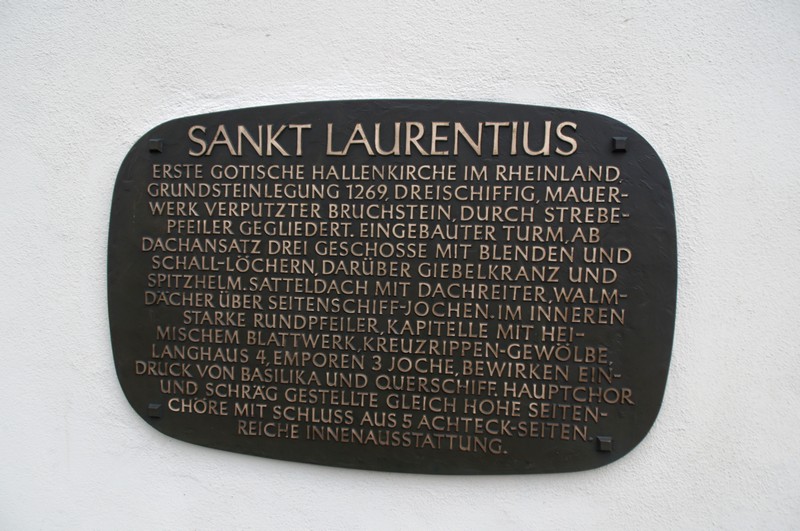 SANKT LAURENTIUS
ERSTE GOTISCHE HALLENKIRCHE IM RHEINLAND.
GRUNDSTEINLEGUNG 1269, DREISCHIFFIG, MAUER-
WERK VERPUTZTER BRUCHSTEIN, DURCH STREBE-
PFEILER GEGLIEDERT. EINGEBAUTER TURM, AB
DACHANSATZ DREI GESCHOSSE MIT BLENDEN UND
SCHALL-LÖCHERN, DARÜBER GIEBELKRANZ UND
SPITZHELM. SATTELDACH MIT DACHREITER, WALM-
DÄCHER ÜBER SEITENSCHIFF-JOCHEN. IM INNEREN
STARKE RUNDPFEILER, KAPITELLE MIT HEI-
MISCHEM BLATTWERK, KREUZRIPPEN-GEWÖLBE.
LANGHAUS 4, EMPOREN 3 JOCHE, BEWIRKEN EIN-
DRUCK VON BASILIKA UND QUERSCHIFF. HAUPTCHOR
UND SCHRÄG GESTELLTE GLEICH HOHE SEITEN-
CHÖRE MIT SCHLUSS AUS 5 ACHTECK-SEITEN.
REICHE INNENAUSSTATTUNG.